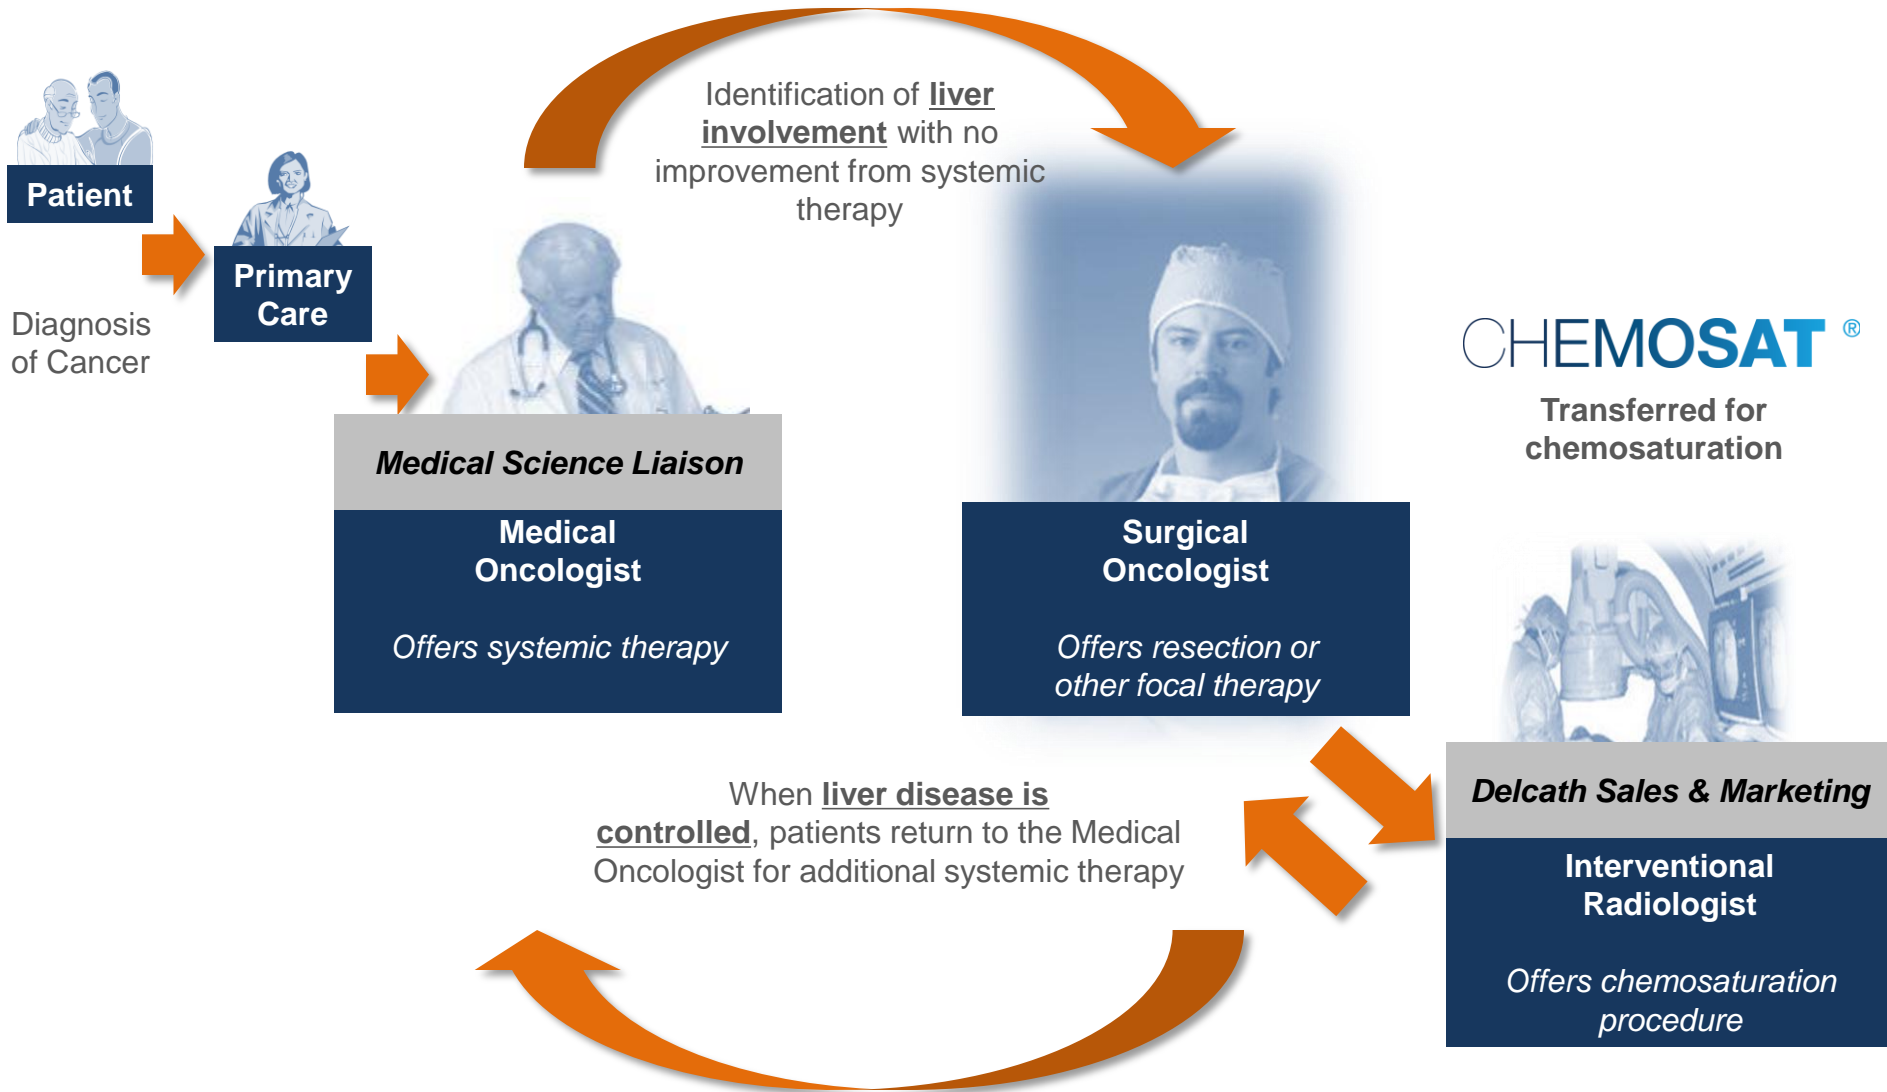 Identification of liver
involvement with no
improvement from systemic
therapy
Patient
Primary
Care
Diagnosis
of Cancer
Medical Science Liaison
Medical
Oncologist
Offers systemic therapy
Surgical
Oncologist
Offers resection or
other focal therapy
CHEMOSAT ®
Transferred for
chemosaturation
When liver disease is
controlled, patients return to the Medical
Oncologist for additional systemic therapy
Delcath Sales & Marketing
Interventional
Radiologist
Offers chemosaturation
procedure